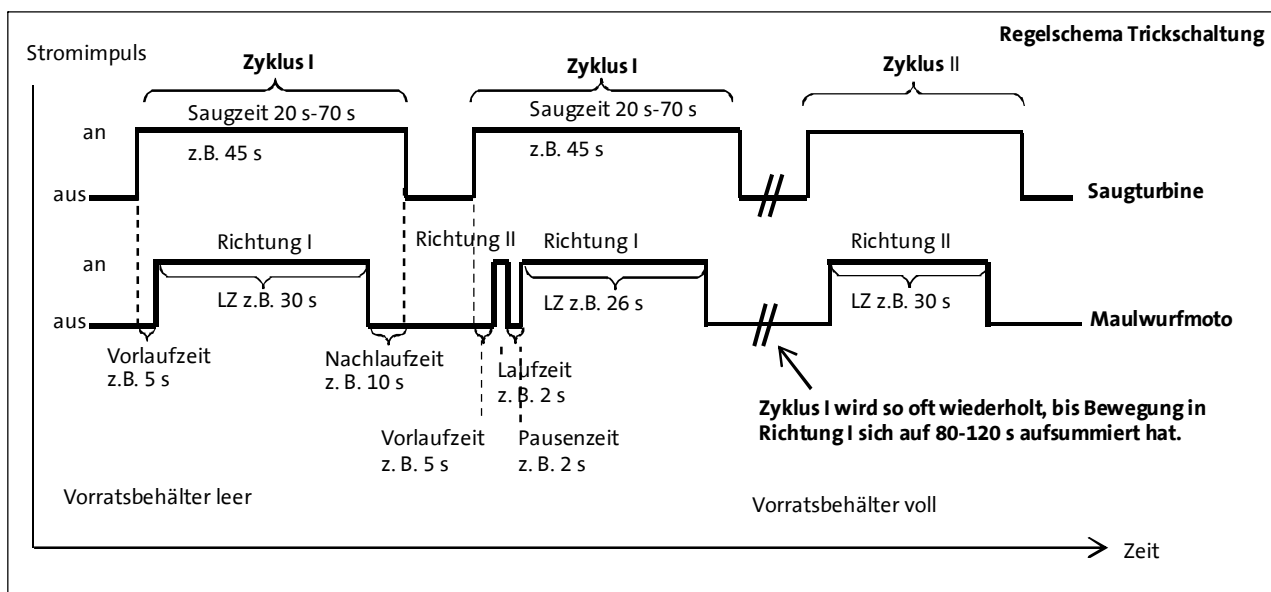 Regelschema Trickschaltung
Stromimpuls
Zyklus I
Zyklus I
Zyklus II
Saugzeit 20 s-70 s
Saugzeit 20 s-70 s
an
z.B. 45 s
z.B. 45 s
aus
Saugturbine
Richtung I
Richtung II
Richtung I
Richtung II
an
LZ z.B. 30 s
LZ z.B. 26 s
LZ z.B. 30 s
aus
Maulwurfmoto
Vorlaufzeit
z.B. 5 s
Nachlaufzeit
z. B. 10 s
Laufzeit
z. B. 2 s
Vorlaufzeit
z. B. 5 s
Pausenzeit
z. B. 2 s
Zyklus I wird so oft wiederholt, bis Bewegung in
Richtung I sich auf 80-120 s aufsummiert hat.
Vorratsbehälter leer
Vorratsbehälter voll
Zeit